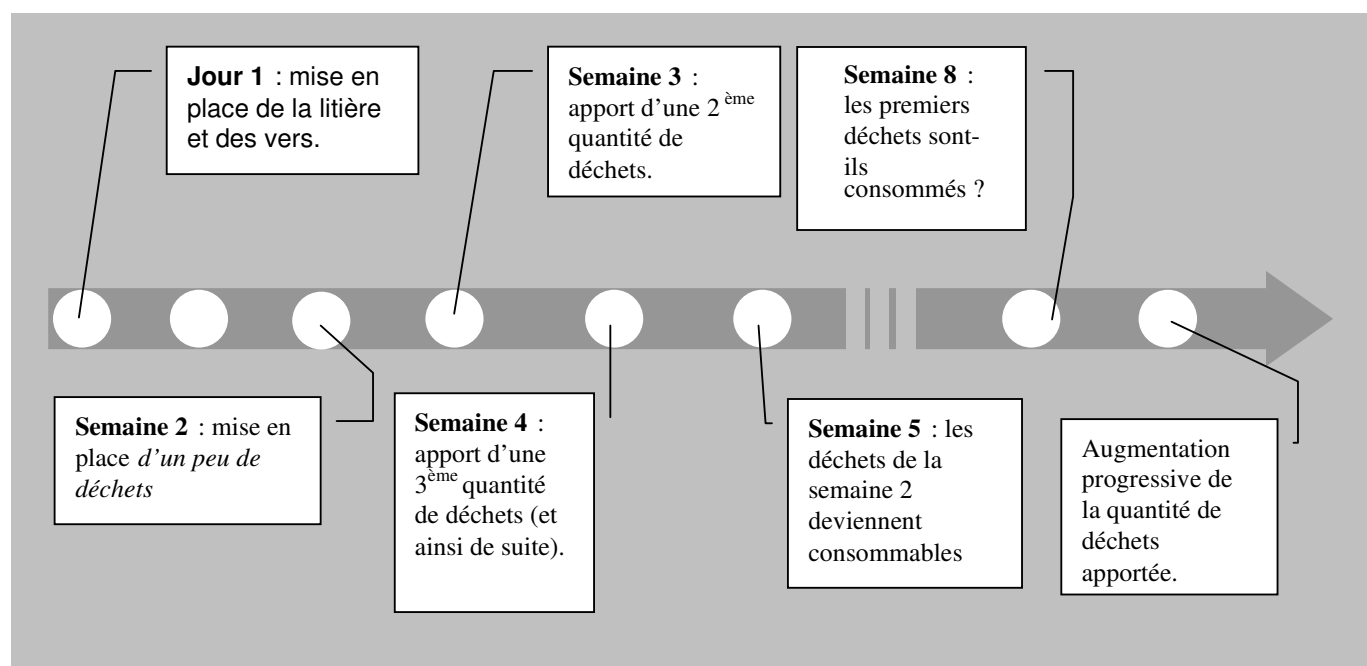 Jour 1 : mise en
place de la litière
et des vers.
Semaine 3 :
apport d'une 2 ème
quantité de
déchets.
Semaine 8 :
les premiers
déchets sont-
ils
consommés ?
Semaine 2 : mise en
place d'un peu de
déchets
Semaine 4 :
apport d'une
3ème quantité
de déchets (et
ainsi de suite).
Semaine 5 : les
déchets de la
semaine 2
deviennent
consommables
Augmentation
progressive de
la quantité de
déchets
apportée.